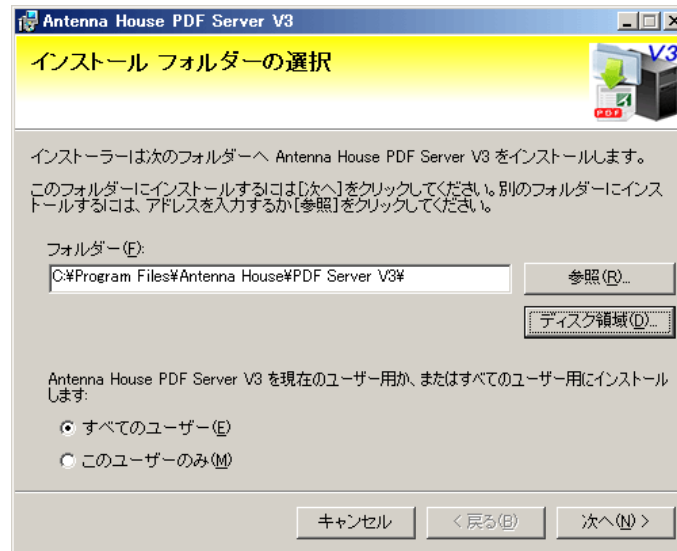 Antenna House PDF Server V3
インストール フォルダーの選択
V3
PDF
インストーラーは次のフォルダーへ Antenna House PDF Server V3 をインストールします。
このフォルダーにインストールするには[次へ]をクリックしてください。別のフォルダーにインス
トールするには、アドレスを入力するか[参照]をクリックしてください。
フォルダー(F):
C:¥Program Files¥Antenna House¥PDF Server V3¥
参照(R)...
ディスク領域(D)...
Antenna House PDF Server V3 を現在のユーザー用か、またはすべてのユーザー用にインストール
します:
すべてのユーザー(E)
このユーザーのみ(M)
キャンセル
< 戻る(B)
次へ(N) >